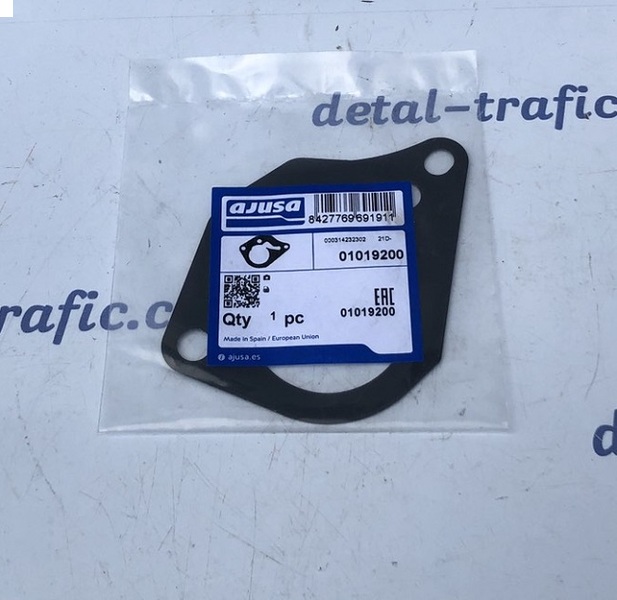 detal-trafic
ajusa
8427769691911
000314232302 21D-
01019200
EAC
01019200
Qty 1 pc
Made in Spain / European Union
ajusa.es
rafic.c
d